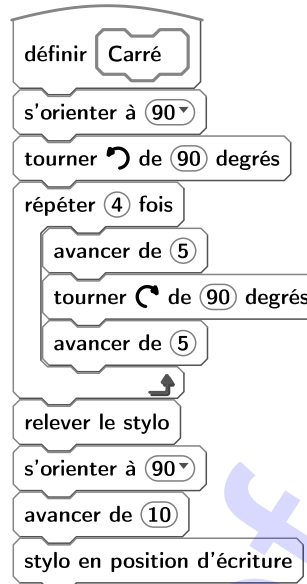 définir Carré
s'orienter à 90
tourner de 90 degrés
répéter 4 fois
avancer de 5
tourner de 90 degrés
avancer de 5
relever le stylo
s'orienter à 90
avancer de 10
stylo en position d'écriture